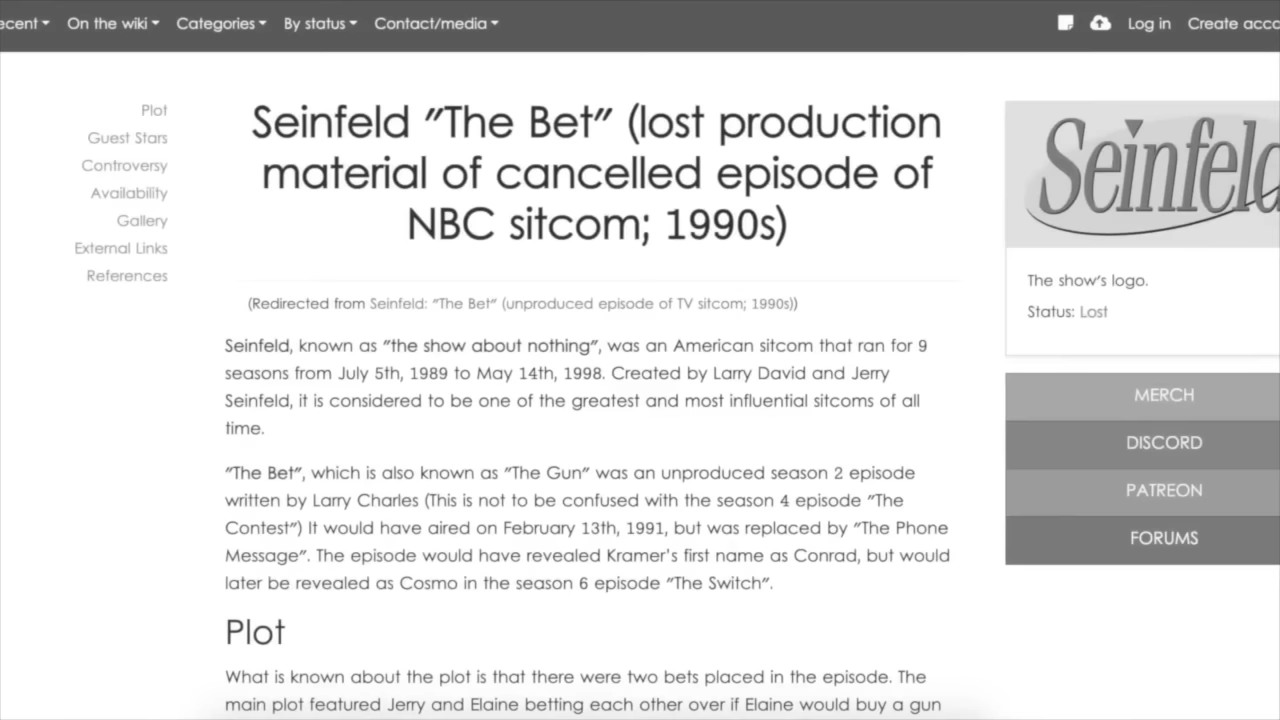 ecent On the wiki Categories By status Contact/media Log in Create acco
Plot
Guest Stars
Controversy
Availability
Gallery
External Links
References
Seinfeld "The Bet" (lost production
material of cancelled episode of
NBC sitcom; 1990s)
(Redirected from Seinfeld: "The Bet" (unproduced episode of TV sitcom; 1990s))
Seinfeld, known as "the show about nothing", was an American sitcom that ran for 9
seasons from July 5th, 1989 to May 14th, 1998. Created by Larry David and Jerry
Seinfeld, it is considered to be one of the greatest and most influential sitcoms of all
time.
"The Bet", which is also known as "The Gun" was an unproduced season 2 episode
written by Larry Charles (This is not to be confused with the season 4 episode "The
Contest") It would have aired on February 13th, 1991, but was replaced by "The Phone
Message". The episode would have revealed Kramer's first name as Conrad, but would
later be revealed as Cosmo in the season 6 episode "The Switch".
Plot
What is known about the plot is that there were two bets placed in the episode. The
main plot featured Jerry and Elaine betting each other over if Elaine would buy a gun
Seinfeld
The show's logo.
Status: Lost
MERCH
DISCORD
PATREON
FORUMS